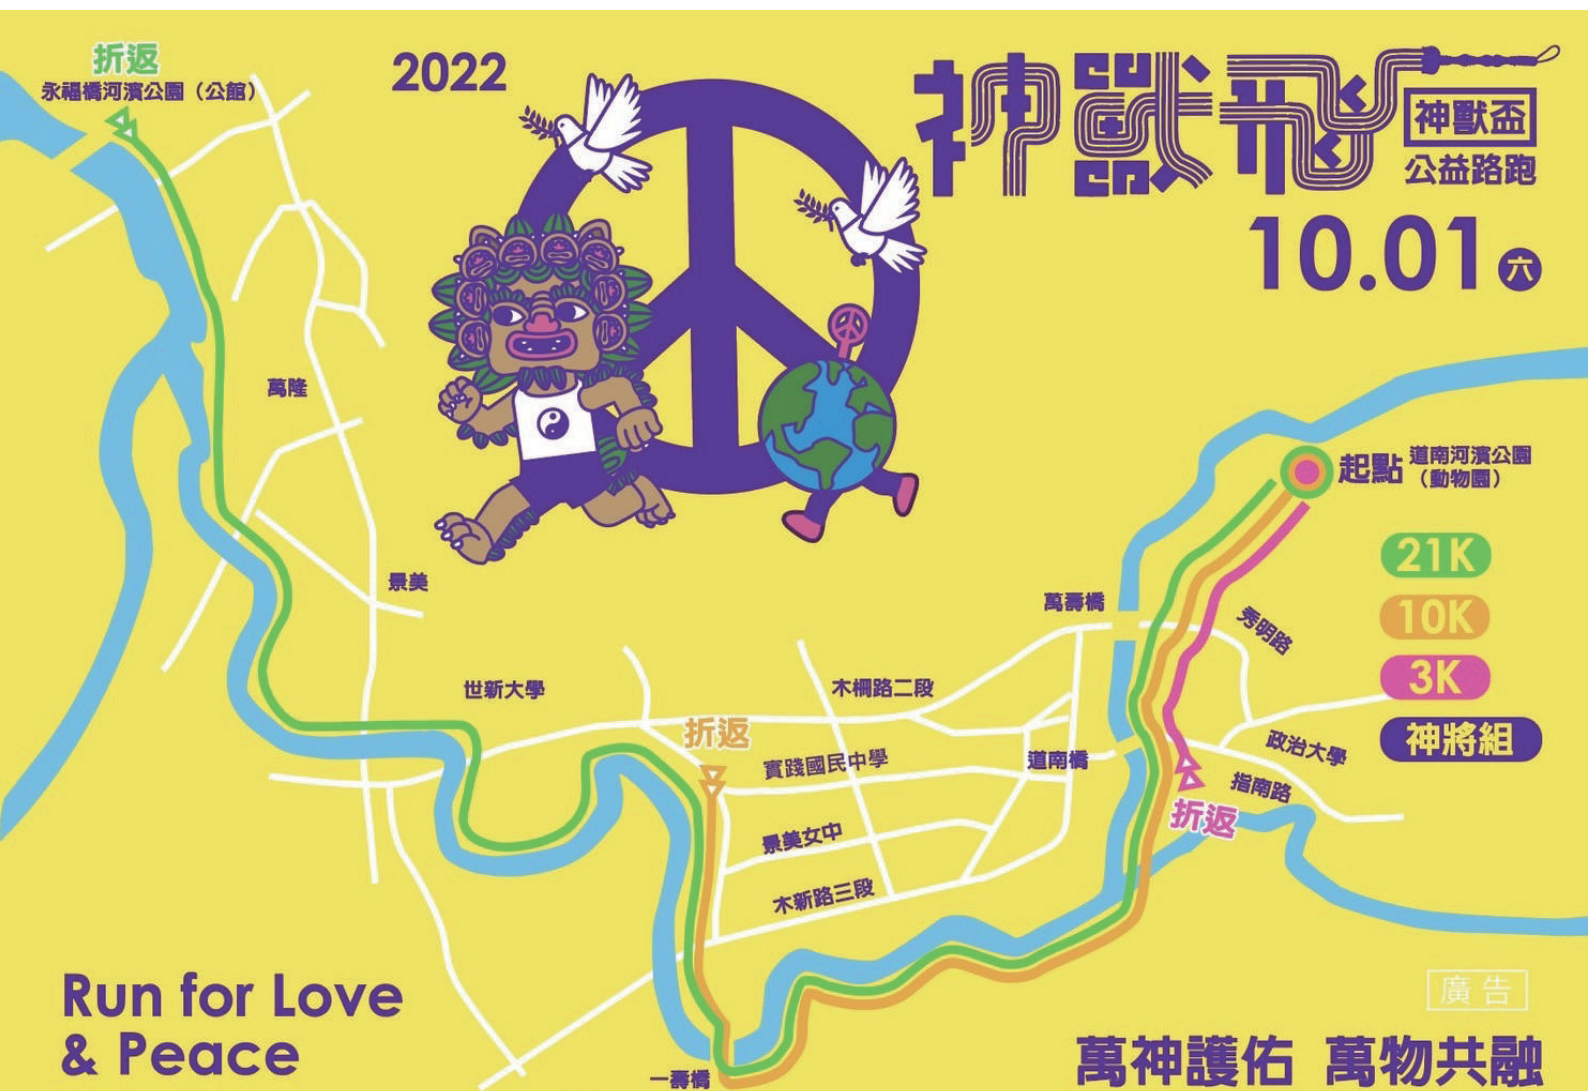 折返
永福橋河濱公園（公館）
2022
神獸飛
神獸盃
公益路跑
10.01 六
萬隆
景美
起點
道南河濱公園
（動物園）
21K
10K
3K
神將組
萬壽橋
秀明路
世新大學
木柵路二段
折返
實踐國民中學
道南橋
政治大學
指南路
折返
景美女中
木新路三段
一壽橋
Run for Love
& Peace
廣告
萬神護佑 萬物共融